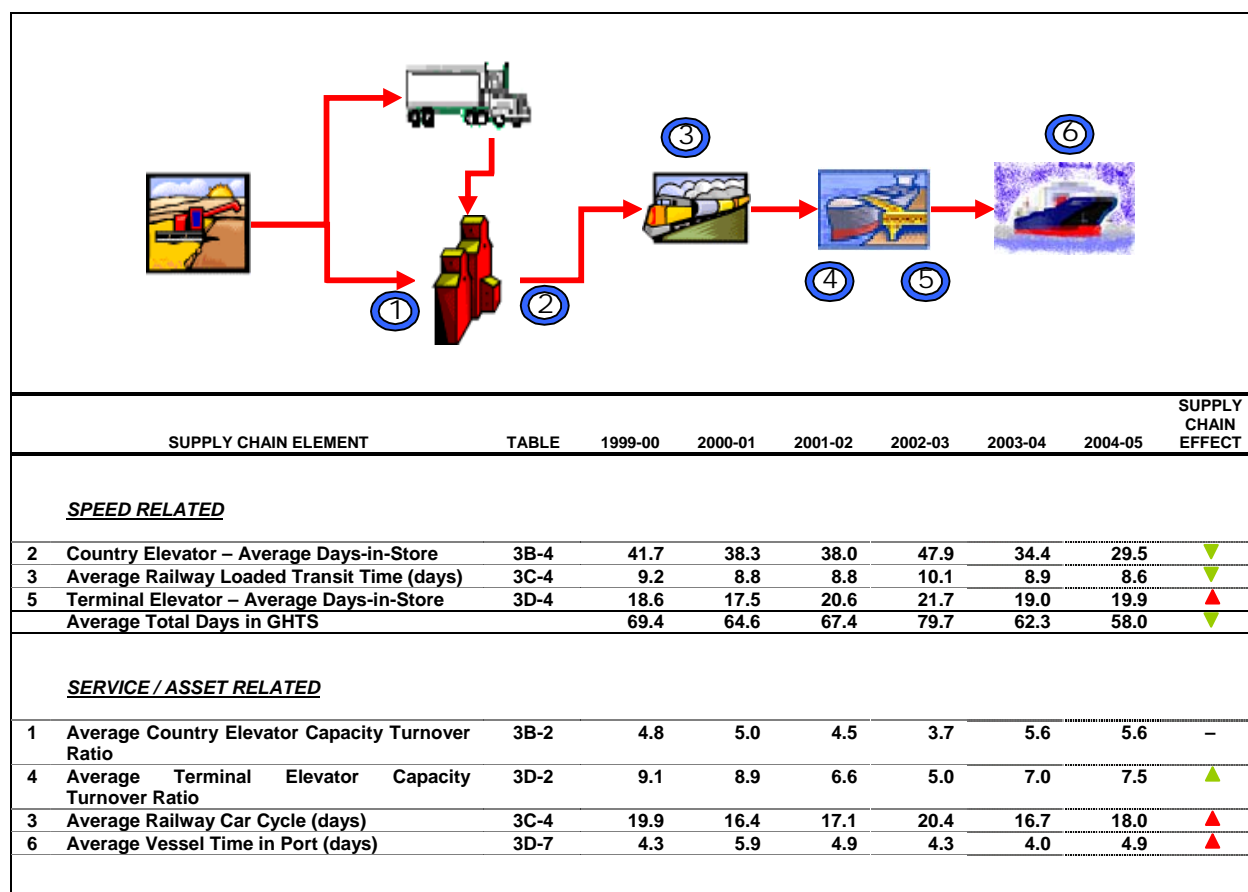 3
6
4
5
1
2
SUPPLY
CHAIN
EFFECT
SUPPLY CHAIN ELEMENT TABLE 1999-00 2000-01 2001-02 2002-03 2003-04 2004-05
SPEED RELATED
2 Country Elevator – Average Days-in-Store 3B-4 41.7 38.3 38.0 47.9 34.4 29.5 ▼
3 Average Railway Loaded Transit Time (days) 3C-4 9.2 8.8 8.8 10.1 8.9 8.6 ▼
5 Terminal Elevator – Average Days-in-Store 3D-4 18.6 17.5 20.6 21.7 19.0 19.9 ▲
Average Total Days in GHTS 69.4 64.6 67.4 79.7 62.3 58.0 ▼
SERVICE / ASSET RELATED
1 Average Country Elevator Capacity Turnover 3B-2 4.8 5.0 4.5 3.7 5.6 5.6 –
Ratio
4 Average Terminal Elevator Capacity 3D-2 9.1 8.9 6.6 5.0 7.0 7.5 ▲
Turnover Ratio
3 Average Railway Car Cycle (days) 3C-4 19.9 16.4 17.1 20.4 16.7 18.0 ▲
6 Average Vessel Time in Port (days) 3D-7 4.3 5.9 4.9 4.3 4.0 4.9 ▲